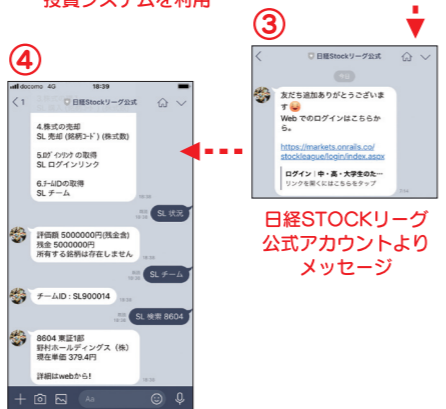 投資システムを利用
③
日経Stockリーグ公式
今日
友だち追加ありがとうございま
す
Web でのログインはこちらか
ら。
https://markets.onrails.co/
stockleague/login/index.aspx
ログイン｜中・高・大学生のた…
リンクを開くにはこちらをタップ
日経STOCKリーグ
公式アカウントより
メッセージ
④
docomo 4G 18:39
1 日経Stockリーグ公式
4.株式の売却
SL 売却 (銘柄ｺｰﾄﾞ) (株式数)
5.ﾛｸﾞｲﾝﾘﾝｸ の取得
SL ログインリンク
6.ﾁｰﾑIDの取得
SL チーム
SL 状況
評価額 5000000円(残金含)
残金 5000000円
所有する銘柄は存在しません
SL チーム
チームID : SL900014
SL 検索 8604
8604 東証1部
野村ホールディングス（株）
現在単価 379.4円
詳細はwebから!
Aa